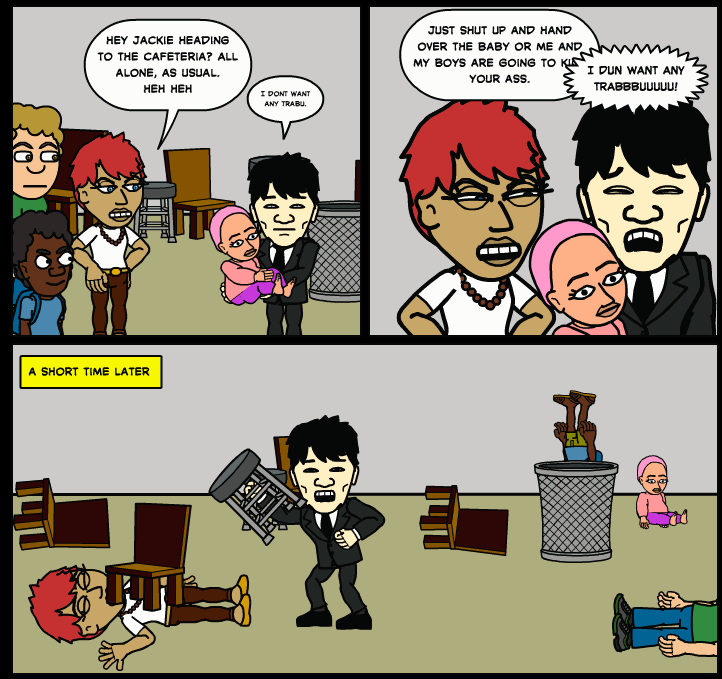 HEY JACKIE HEADING
TO THE CAFETERIA? ALL
ALONE, AS USUAL.
HEH HEH
I DONT WANT
ANY TRABU.
JUST SHUT UP AND HAND
OVER THE BABY OR ME AND
MY BOYS ARE GOING TO
YOUR ASS.
I DUN WANT ANY
TRABBBUUUUU!
A SHORT TIME LATER